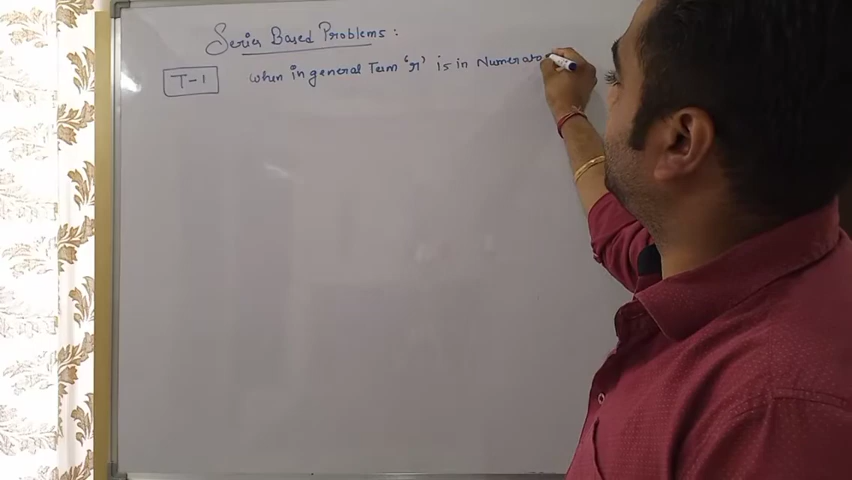 Series Based Problems :
T-1 when in general Term 'r' is in Numerato